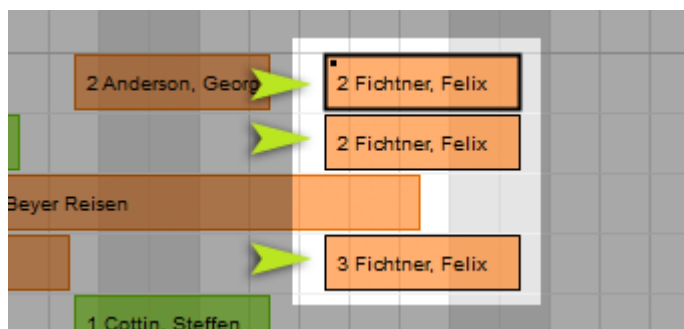 2 Anderson, Georg
2 Fichtner, Felix
2 Fichtner, Felix
Beyer Reisen
3 Fichtner, Felix
1 Cottin, Steffen